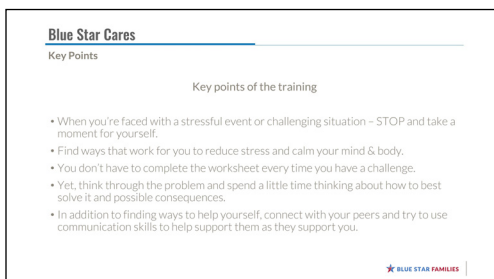 Blue Star Cares
Key Points
Key points of the training
• When you're faced with a stressful event or challenging situation – STOP and take a
moment for yourself.
• Find ways that work for you to reduce stress and calm your mind & body.
• You don't have to complete the worksheet every time you have a challenge.
• Yet, think through the problem and spend a little time thinking about how to best
solve it and possible consequences.
• In addition to finding ways to help yourself, connect with your peers and try to use
communication skills to help support them as they support you.
BLUE STAR FAMILIES